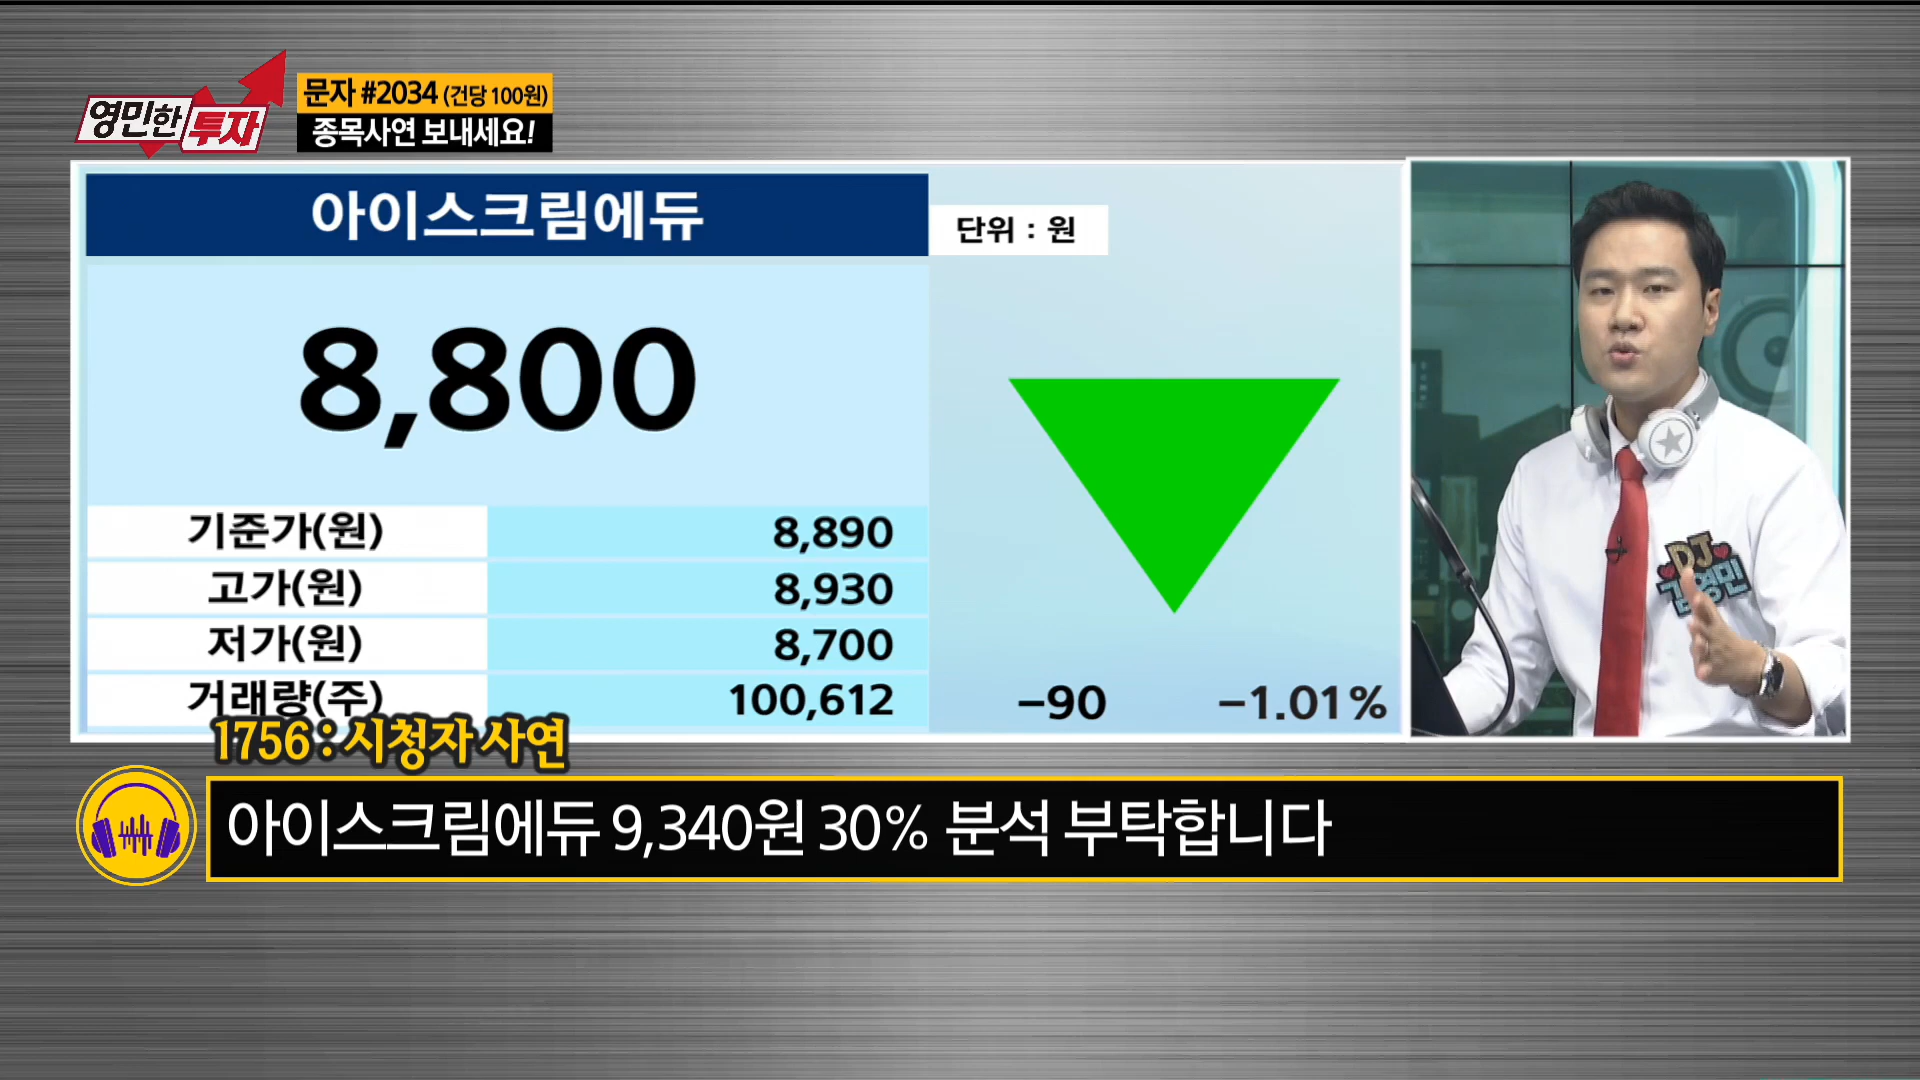 영민한
투자
문자 #2034 (건당 100원)
종목사연 보내세요!
아이스크림에듀
단위 : 원
8,800
기준가(원) 8,890
고가(원) 8,930
저가(원) 8,700
거래량(주) 100,612
-90 -1.01%
DJ
김영민
1756 : 시청자 사연
아이스크림에듀 9,340원 30% 분석 부탁합니다